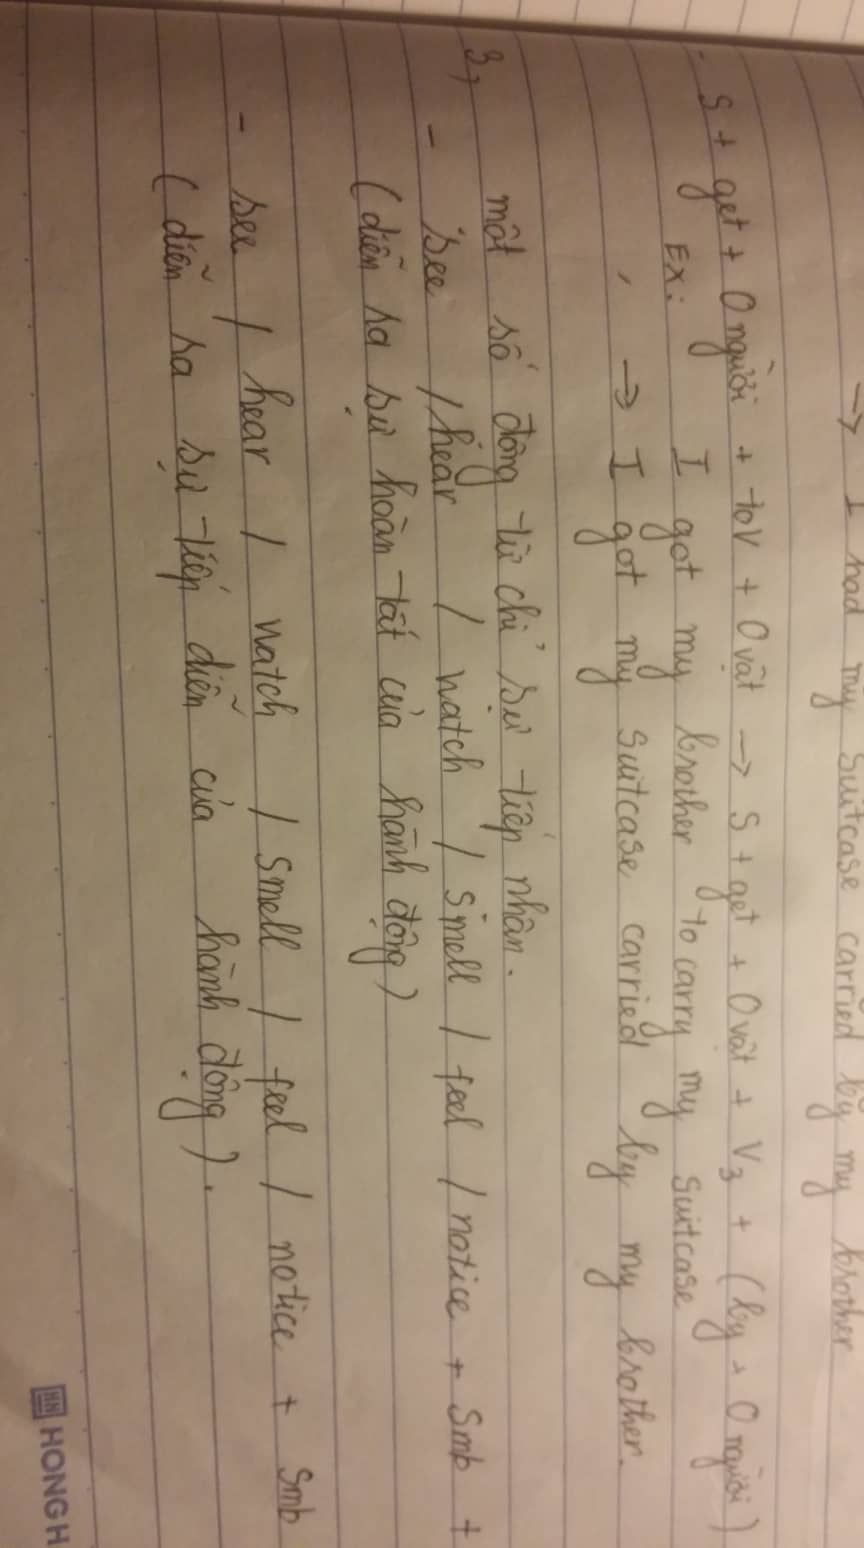 → I had my suitcase carried by my brother
- S + get + O người + to V + O vật → S + get + O vật + V3 + (by + O người)
Ex: I got my brother to carry my suitcase
→ I got my suitcase carried by my brother.
3, một số động từ chỉ sự tiếp nhận.
- see / hear / watch / smell / feel / notice + smb +
(diễn ra sự hoàn tất của hành động)
- see / hear / watch / smell / feel / notice + smb
(diễn ra sự tiếp diễn của hành động).
HONG H